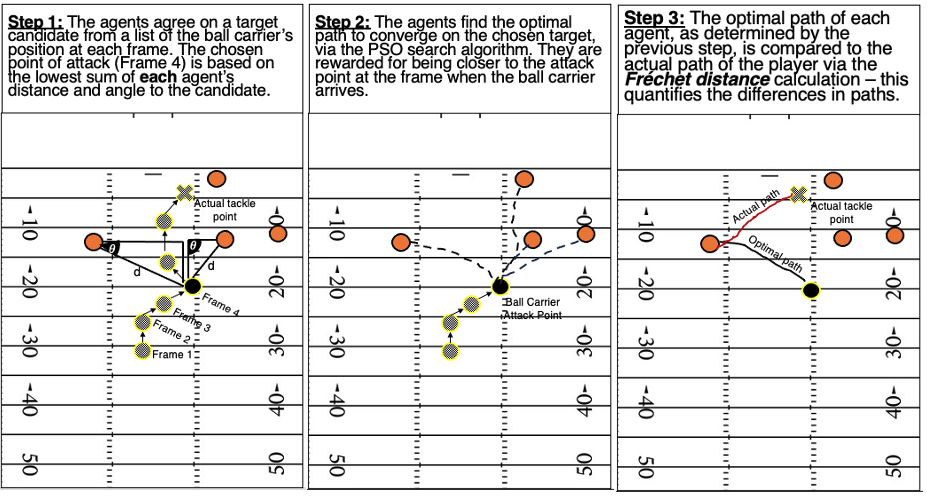 Step 1: The agents agree on a target
candidate from a list of the ball carrier's
position at each frame. The chosen
point of attack (Frame 4) is based on
the lowest sum of each agent's
distance and angle to the candidate.
Actual tackle
point
θ
θ
d
d
Frame 4
Frame 3
Frame 2
Frame 1
10
20
30
40
50
10
20
30
40
50
Step 2: The agents find the optimal
path to converge on the chosen target,
via the PSO search algorithm. They are
rewarded for being closer to the attack
point at the frame when the ball carrier
arrives.
Ball Carrier
Attack Point
10
20
30
40
50
Step 3: The optimal path of each
agent, as determined by the
previous step, is compared to the
actual path of the player via the
Fréchet distance calculation – this
quantifies the differences in paths.
Actual path
Actual tackle
point
Optimal path
10
20
30
40
50
10
20
30
40
50